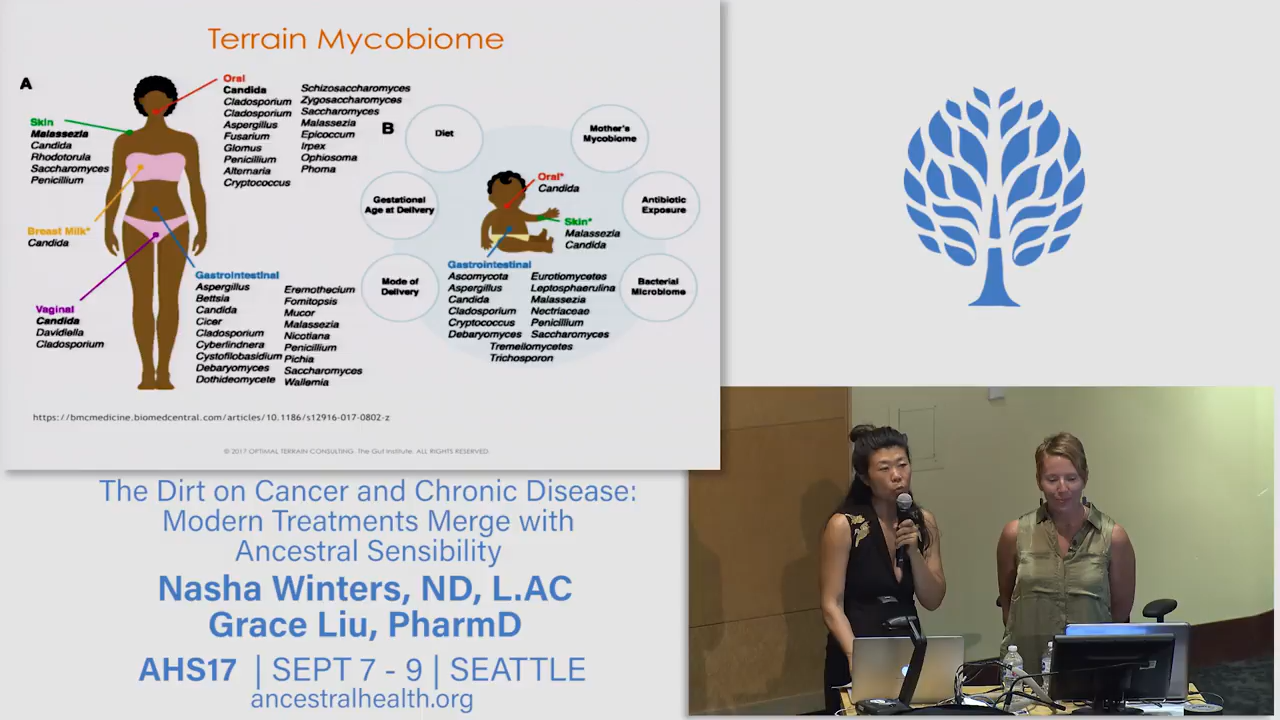 Terrain Mycobiome
A
Oral
Candida
Cladosporium
Cladosporium
Aspergillus
Fusarium
Glomus
Penicillium
Alternaria
Cryptococcus
Schizosaccharomyces
Zygosaccharomyces
Saccharomyces
Malassezia
Epicoccum
Irpex
Ophiosoma
Phoma
Skin
Malassezia
Candida
Rhodotorula
Saccharomyces
Penicillium
Breast Milk*
Candida
Vaginal
Candida
Davidiella
Cladosporium
Gastrointestinal
Aspergillus
Bettsia
Candida
Cicer
Cladosporium
Cyberlindnera
Cystofilobasidium
Debaryomyces
Dothideomycete
Eremothecium
Fomitopsis
Mucor
Malassezia
Nicotiana
Penicillium
Pichia
Saccharomyces
Wallemia
B
Diet
Mother's
Mycobiome
Gestational
Age at Delivery
Antibiotic
Exposure
Mode of
Delivery
Bacterial
Microbiome
Oral*
Candida
Skin*
Malassezia
Candida
Gastrointestinal
Ascomycota
Aspergillus
Candida
Cladosporium
Cryptococcus
Debaryomyces
Eurotiomycetes
Leptosphaerulina
Malassezia
Nectriaceae
Penicillium
Saccharomyces
Tremellomycetes
Trichosporon
https://bmcmedicine.biomedcentral.com/articles/10.1186/s12916-017-0802-z
© 2017 OPTIMAL TERRAIN CONSULTING. The Gut Institute. ALL RIGHTS RESERVED.
The Dirt on Cancer and Chronic Disease:
Modern Treatments Merge with
Ancestral Sensibility
Nasha Winters, ND, L.AC
Grace Liu, PharmD
AHS17 | SEPT 7 - 9 | SEATTLE
ancestralhealth.org